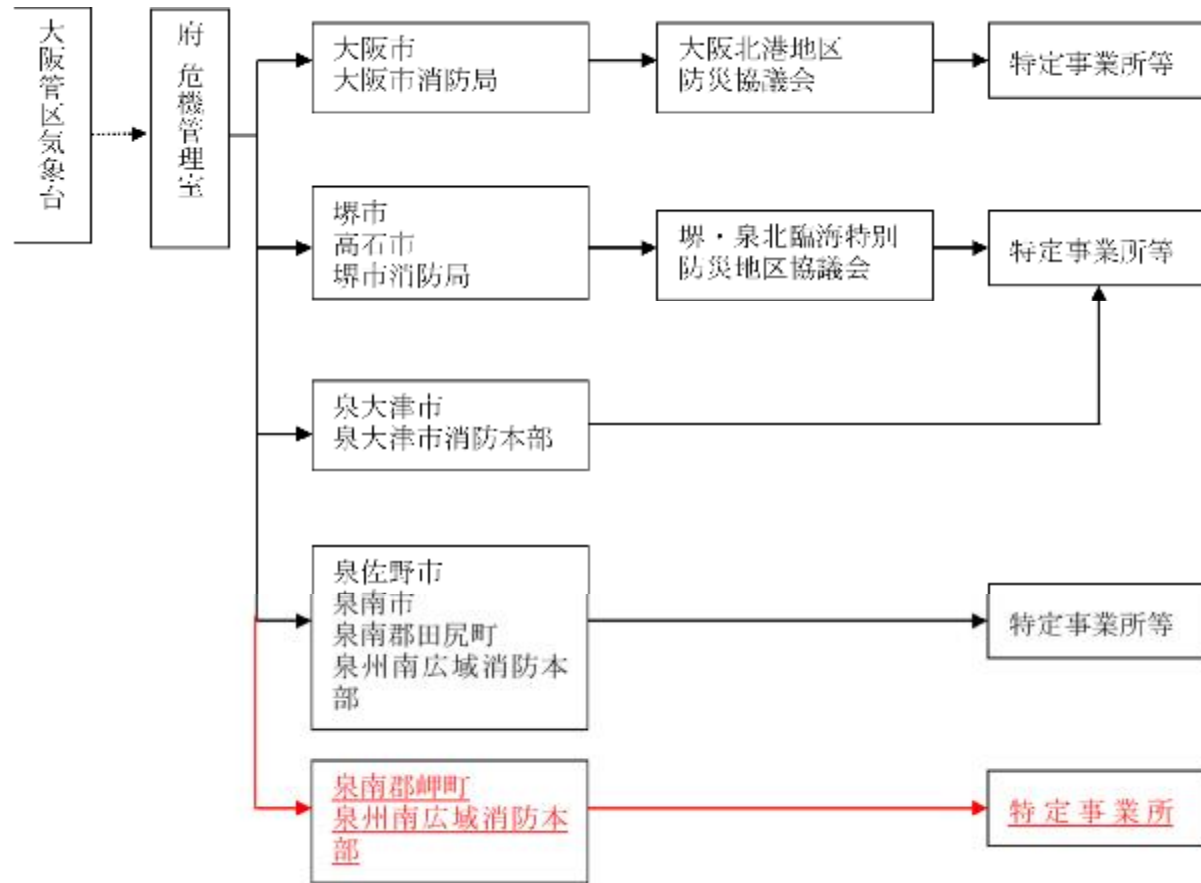 大阪管区気象台
府 危機管理室
大阪市
大阪市消防局
大阪北港地区
防災協議会
特定事業所等
堺市
高石市
堺市消防局
堺・泉北臨海特別
防災地区協議会
特定事業所等
泉大津市
泉大津市消防本部
泉佐野市
泉南市
泉南郡田尻町
泉州南広域消防本
部
特定事業所等
泉南郡岬町
泉州南広域消防本
部
特定事業所